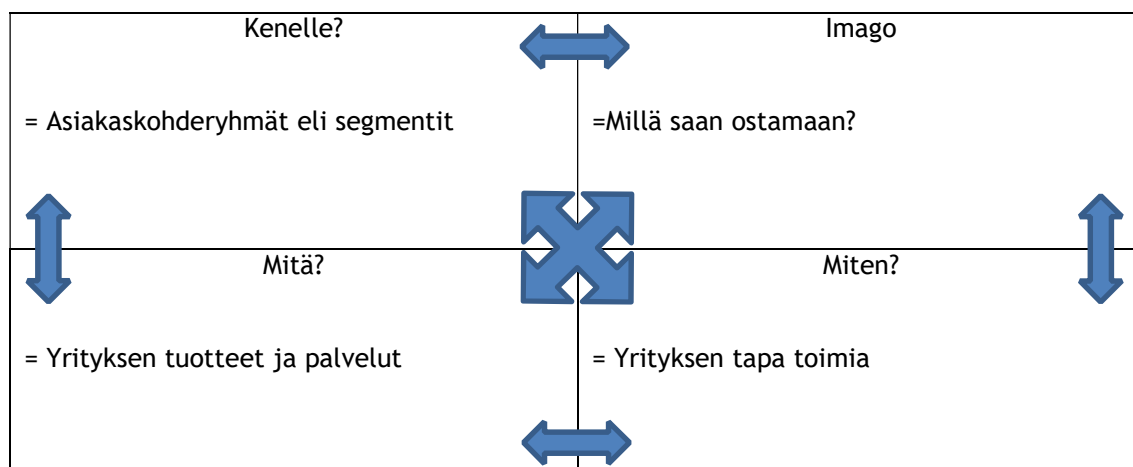 Kenelle?
Imago
= Asiakaskohderyhmät eli segmentit
=Millä saan ostamaan?
Mitä?
Miten?
= Yrityksen tuotteet ja palvelut
= Yrityksen tapa toimia